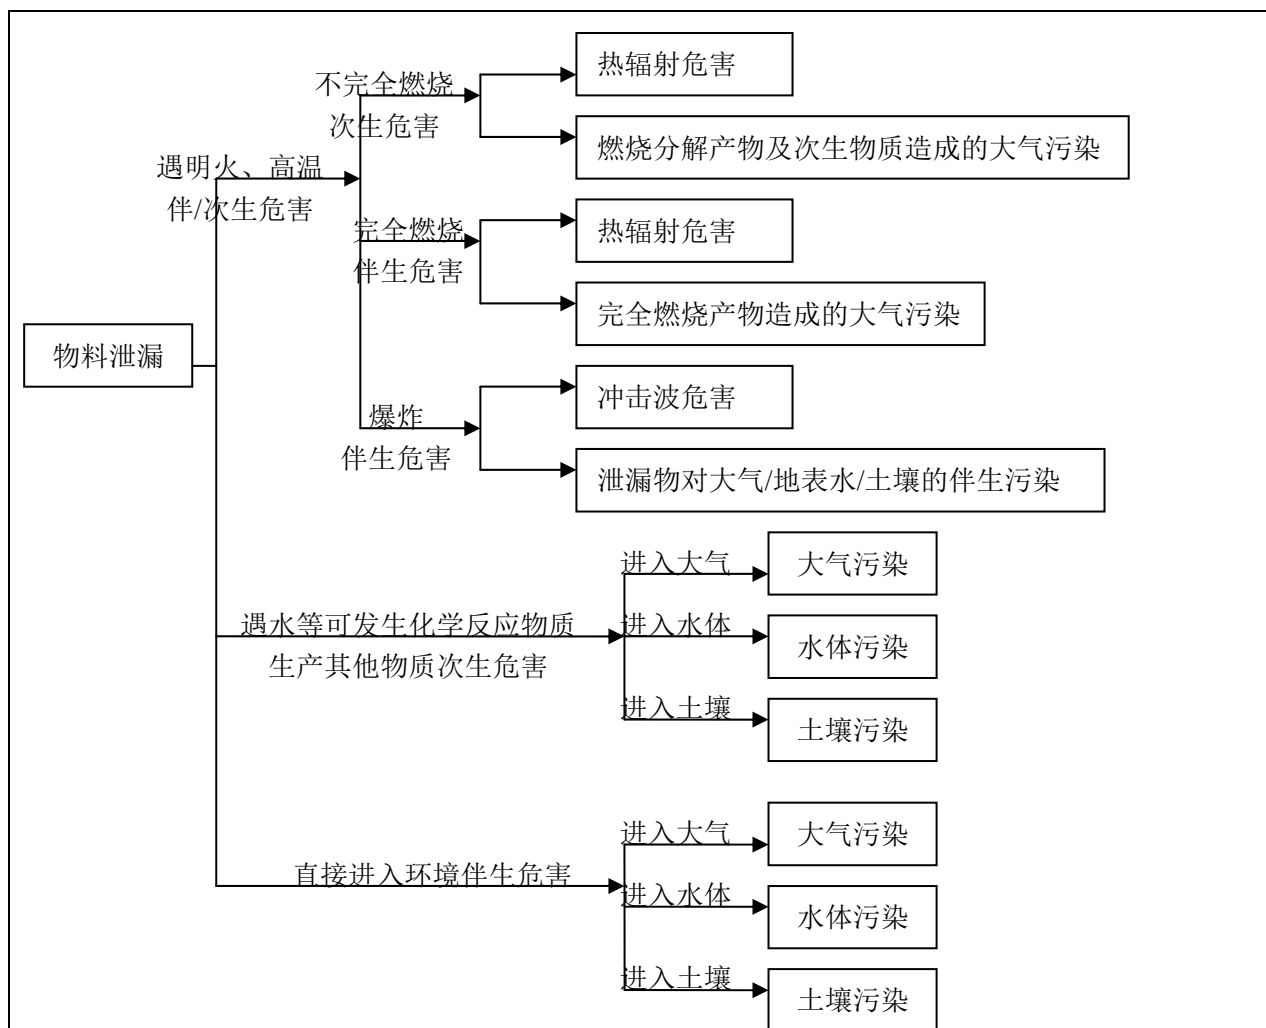 热辐射危害
不完全燃烧
次生危害
燃烧分解产物及次生物质造成的大气污染
遇明火、高温
伴/次生危害
热辐射危害
完全燃烧
伴生危害
完全燃烧产物造成的大气污染
物料泄漏
冲击波危害
爆炸
伴生危害
泄漏物对大气/地表水/土壤的伴生污染
进入大气
大气污染
遇水等可发生化学反应物质
生产其他物质次生危害
进入水体
水体污染
进入土壤
土壤污染
进入大气
大气污染
直接进入环境伴生危害
进入水体
水体污染
进入土壤
土壤污染